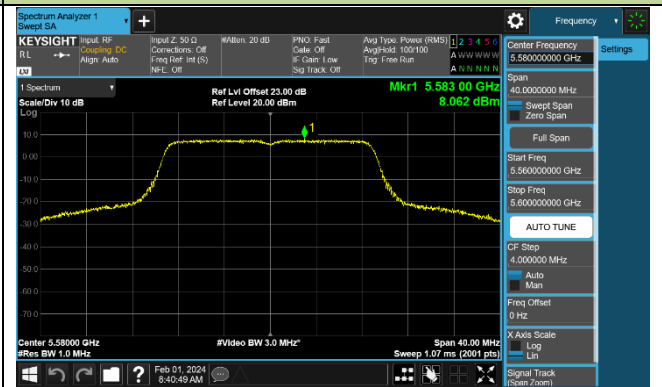 Spectrum Analyzer 1
Swept SA
Frequency
KEYSIGHT
RL
LXI
Input: RF
Coupling: DC
Align: Auto
Input Z: 50 Ω
Corrections: Off
Freq Ref: Int (S)
NFE: Off
#Atten: 20 dB
PNO: Fast
Gate: Off
IF Gain: Low
Sig Track: Off
Avg Type: Power (RMS)
Avg|Hold: 100/100
Trig: Free Run
1 2 3 4 5 6
A W W W W W
A N N N N N
1 Spectrum
Scale/Div 10 dB
Log
Ref Lvl Offset 23.00 dB
Ref Level 20.00 dBm
Mkr1 5.583 00 GHz
8.062 dBm
1
10.0
0.00
-10.0
-20.0
-30.0
-40.0
-50.0
-60.0
-70.0
Center 5.58000 GHz
#Res BW 1.0 MHz
#Video BW 3.0 MHz*
Span 40.00 MHz
Sweep 1.07 ms (2001 pts)
Center Frequency
5.580000000 GHz
Settings
Span
40.0000000 MHz
Swept Span
Zero Span
Full Span
Start Freq
5.560000000 GHz
Stop Freq
5.600000000 GHz
AUTO TUNE
CF Step
4.000000 MHz
Auto
Man
Freq Offset
0 Hz
X Axis Scale
Log
Lin
Signal Track
(Span Zoom)
Feb 01, 2024
8:40:49 AM